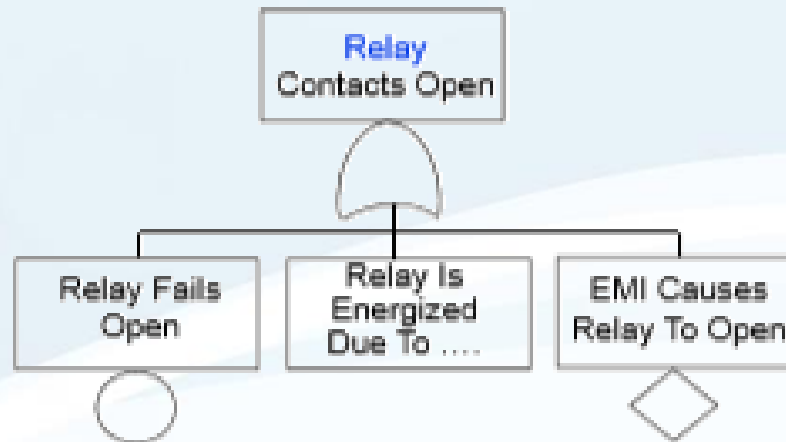 Relay
Contacts Open
Relay Fails
Open
Relay Is
Energized
Due To ....
EMI Causes
Relay To Open